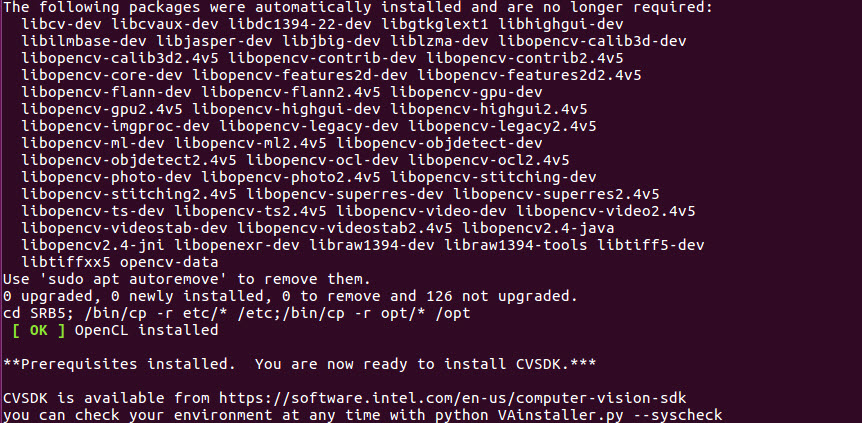 The following packages were automatically installed and are no longer required:
  libcv-dev libcvaux-dev libdc1394-22-dev libgtkglext1 libhighgui-dev
  libilmbase-dev libjasper-dev libjbig-dev liblzma-dev libopencv-calib3d-dev
  libopencv-calib3d2.4v5 libopencv-contrib-dev libopencv-contrib2.4v5
  libopencv-core-dev libopencv-features2d-dev libopencv-features2d2.4v5
  libopencv-flann-dev libopencv-flann2.4v5 libopencv-gpu-dev
  libopencv-gpu2.4v5 libopencv-highgui-dev libopencv-highgui2.4v5
  libopencv-imgproc-dev libopencv-legacy-dev libopencv-legacy2.4v5
  libopencv-ml-dev libopencv-ml2.4v5 libopencv-objdetect-dev
  libopencv-objdetect2.4v5 libopencv-ocl-dev libopencv-ocl2.4v5
  libopencv-photo-dev libopencv-photo2.4v5 libopencv-stitching-dev
  libopencv-stitching2.4v5 libopencv-superres-dev libopencv-superres2.4v5
  libopencv-ts-dev libopencv-ts2.4v5 libopencv-video-dev libopencv-video2.4v5
  libopencv-videostab-dev libopencv-videostab2.4v5 libopencv2.4-java
  libopencv2.4-jni libopenexr-dev libraw1394-dev libraw1394-tools libtiff5-dev
  libtiffxx5 opencv-data
Use 'sudo apt autoremove' to remove them.
0 upgraded, 0 newly installed, 0 to remove and 126 not upgraded.
cd SRB5; /bin/cp -r etc/* /etc;/bin/cp -r opt/* /opt
 [ OK ] OpenCL installed

**Prerequisites installed.  You are now ready to install CVSDK.***

CVSDK is available from https://software.intel.com/en-us/computer-vision-sdk
you can check your environment at any time with python VAinstaller.py --syscheck